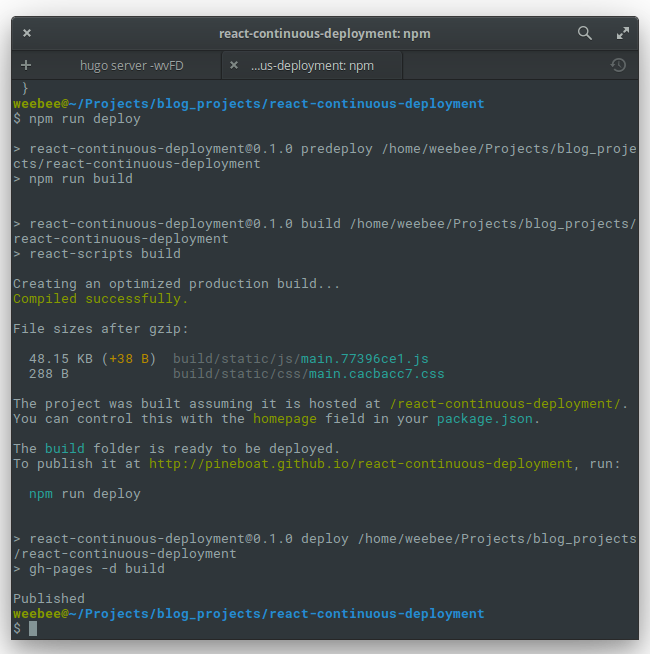 react-continuous-deployment: npm
hugo server -wvFD
...us-deployment: npm
}
weebee@~/Projects/blog_projects/react-continuous-deployment
$ npm run deploy
> react-continuous-deployment@0.1.0 predeploy /home/weebee/Projects/blog_proje
cts/react-continuous-deployment
> npm run build
> react-continuous-deployment@0.1.0 build /home/weebee/Projects/blog_projects/
react-continuous-deployment
> react-scripts build
Creating an optimized production build...
Compiled successfully.
File sizes after gzip:
48.15 KB (+38 B)  build/static/js/main.77396ce1.js
288 B             build/static/css/main.cacbacc7.css
The project was built assuming it is hosted at /react-continuous-deployment/.
You can control this with the homepage field in your package.json.
The build folder is ready to be deployed.
To publish it at http://pineboat.github.io/react-continuous-deployment, run:
npm run deploy
> react-continuous-deployment@0.1.0 deploy /home/weebee/Projects/blog_projects
/react-continuous-deployment
> gh-pages -d build
Published
weebee@~/Projects/blog_projects/react-continuous-deployment
$